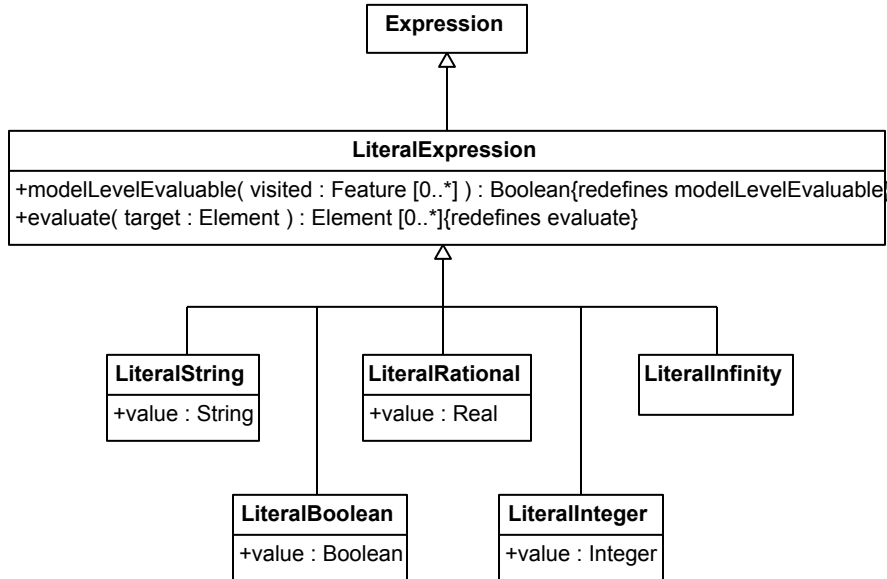 Expression
LiteralExpression
+modelLevelEvaluable( visited : Feature [0..*] ) : Boolean{redefines modelLevelEvaluable}
+evaluate( target : Element ) : Element [0..*]{redefines evaluate}
LiteralString
+value : String
LiteralRational
+value : Real
LiteralInfinity
LiteralBoolean
+value : Boolean
LiteralInteger
+value : Integer